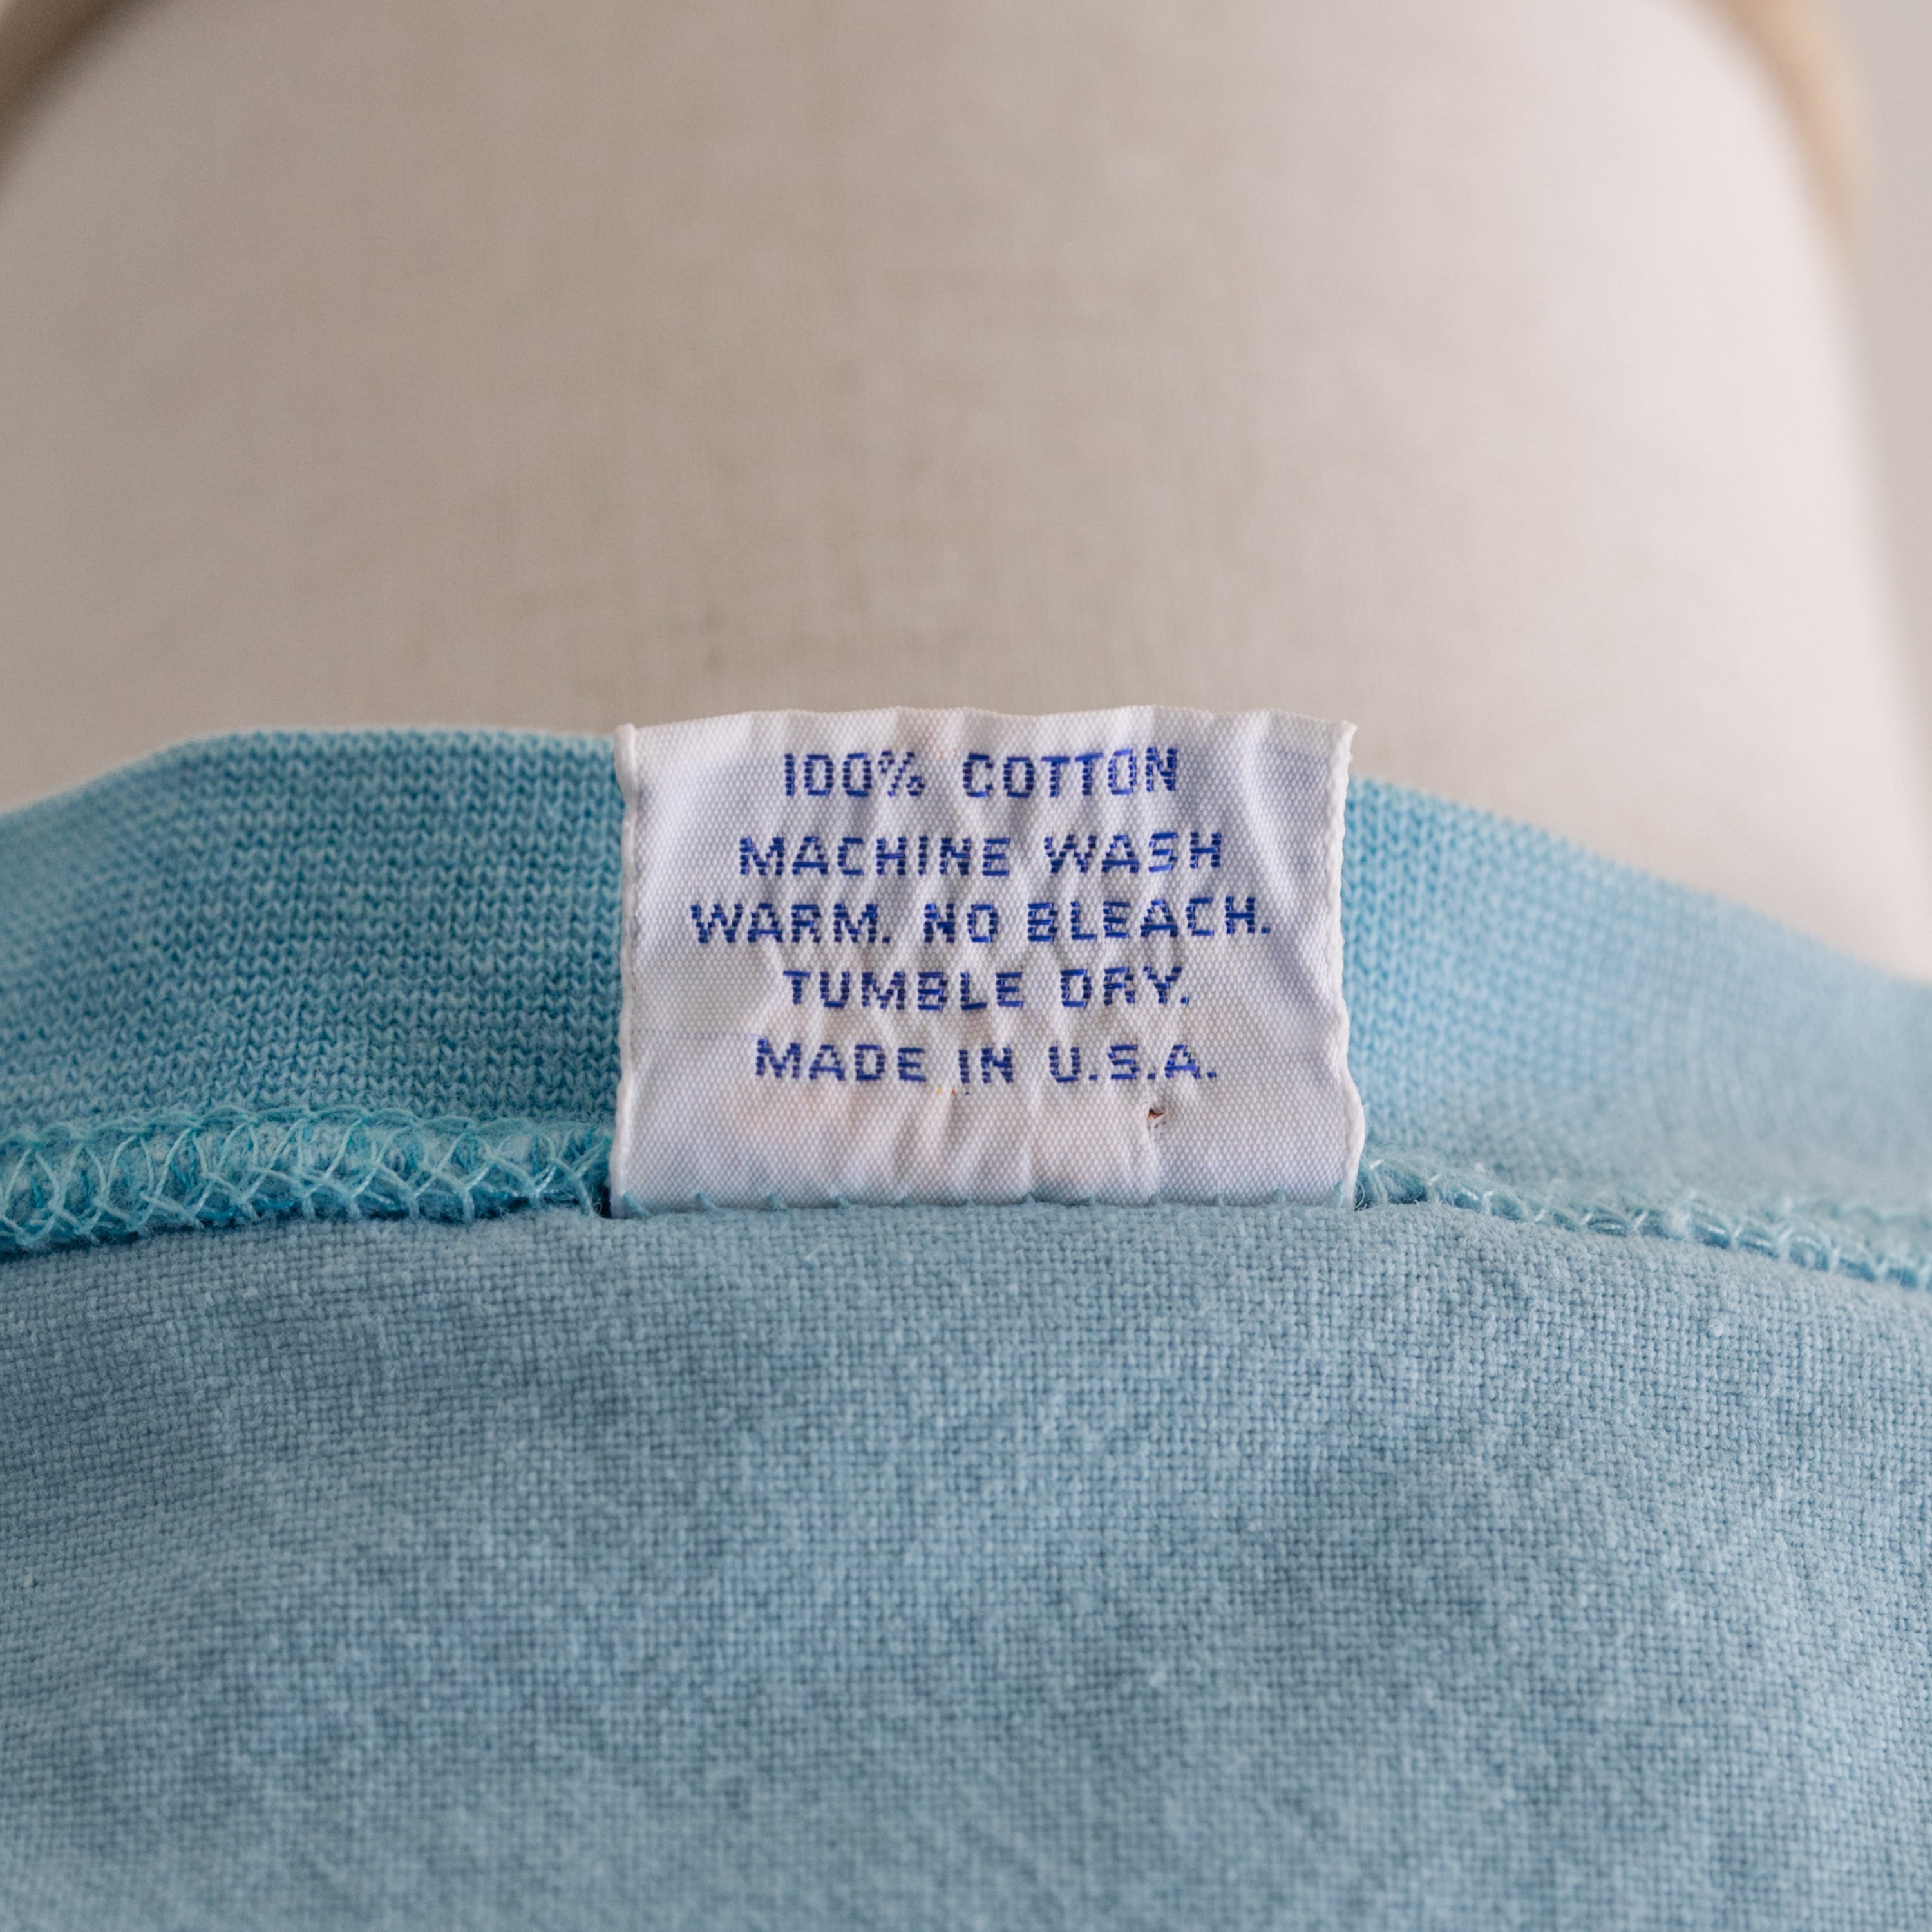 100% COTTON
MACHINE WASH
WARM. NO BLEACH.
TUMBLE DRY.
MADE IN U.S.A.